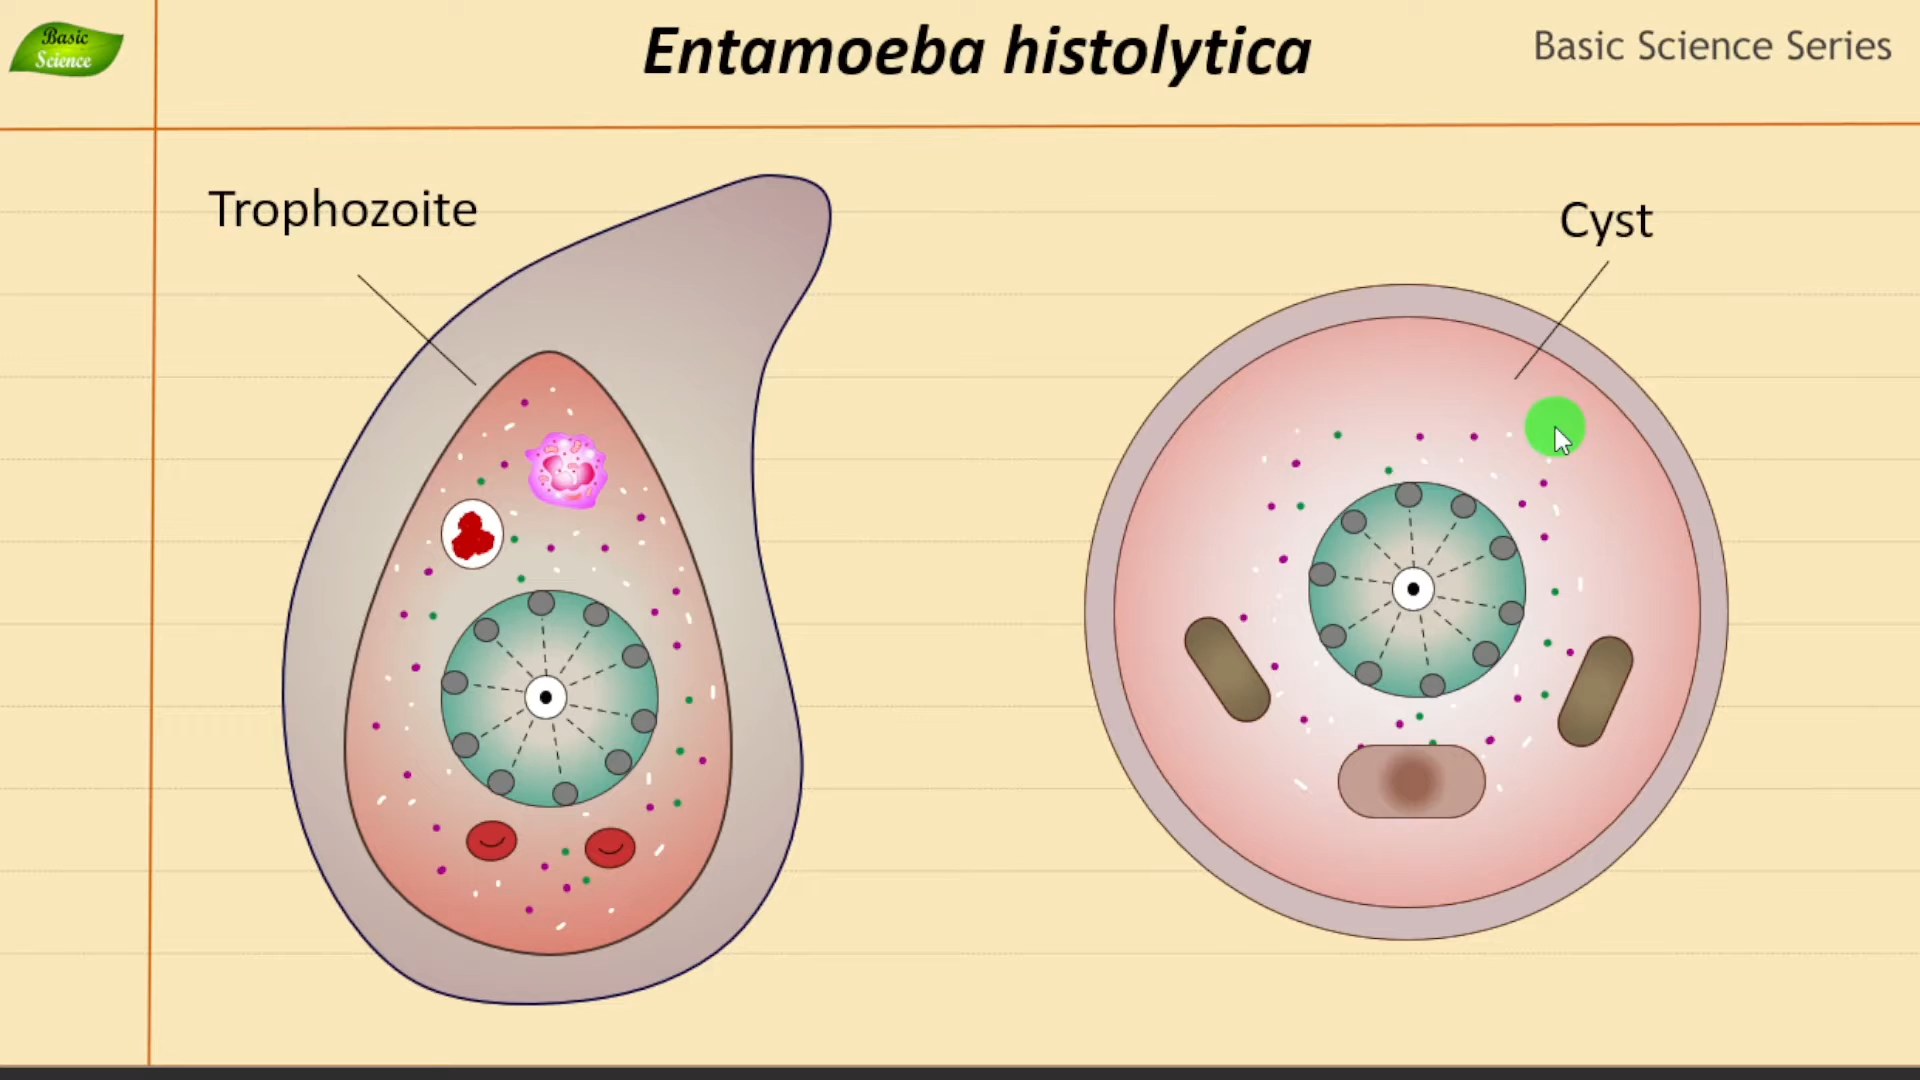 Basic
Science
Entamoeba histolytica
Basic Science Series
Trophozoite
Cyst